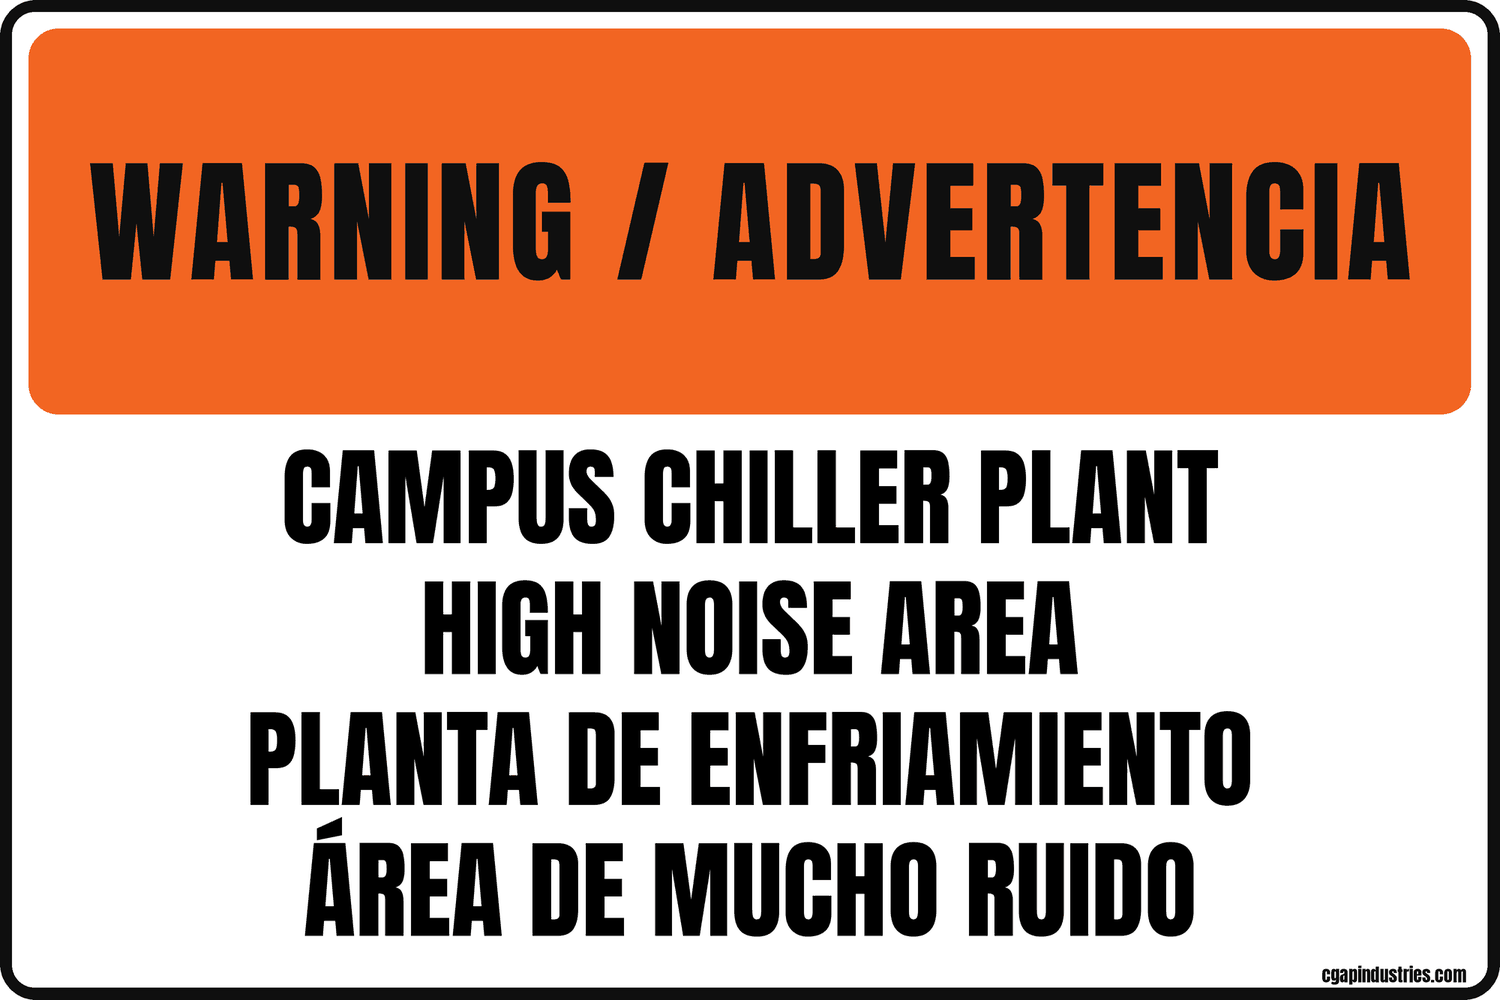 WARNING / ADVERTENCIA
CAMPUS CHILLER PLANT
HIGH NOISE AREA
PLANTA DE ENFRIAMIENTO
ÁREA DE MUCHO RUIDO
cgapindustries.com